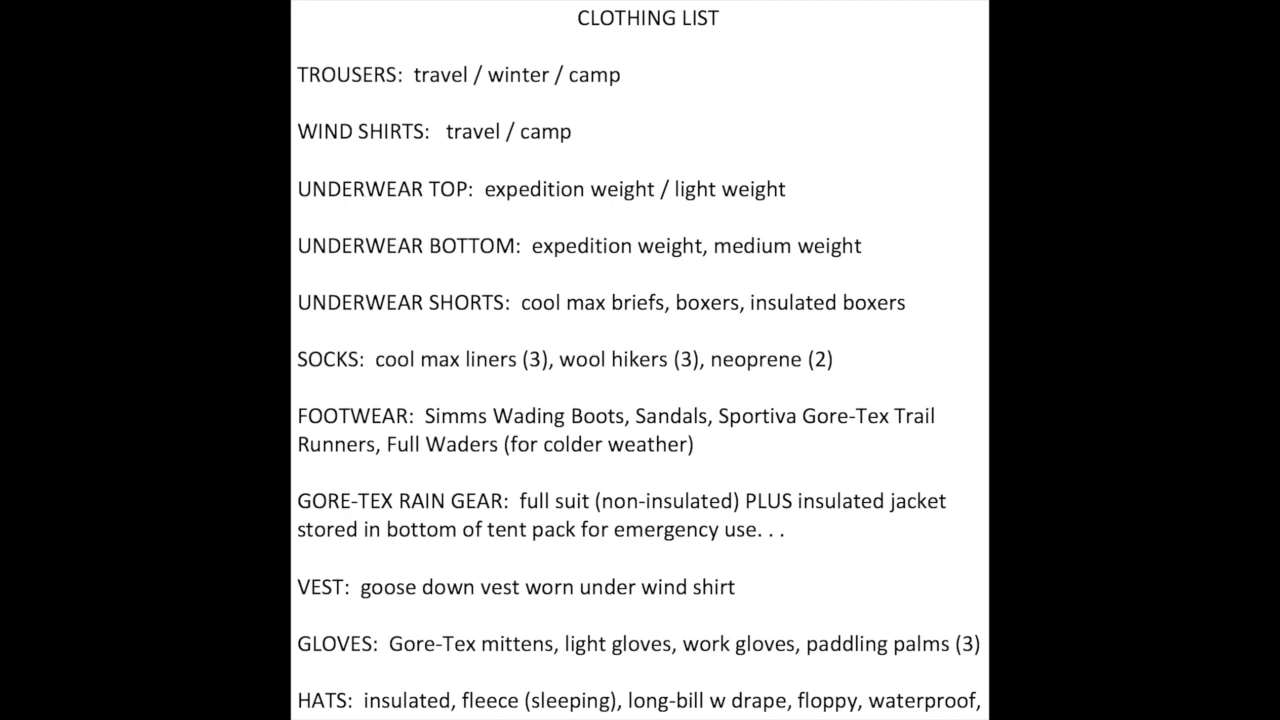 CLOTHING LIST
TROUSERS:  travel / winter / camp
WIND SHIRTS:   travel / camp
UNDERWEAR TOP:  expedition weight / light weight
UNDERWEAR BOTTOM:  expedition weight, medium weight
UNDERWEAR SHORTS:  cool max briefs, boxers, insulated boxers
SOCKS:  cool max liners (3), wool hikers (3), neoprene (2)
FOOTWEAR:  Simms Wading Boots, Sandals, Sportiva Gore-Tex Trail
Runners, Full Waders (for colder weather)
GORE-TEX RAIN GEAR:  full suit (non-insulated) PLUS insulated jacket
stored in bottom of tent pack for emergency use. . .
VEST:  goose down vest worn under wind shirt
GLOVES:  Gore-Tex mittens, light gloves, work gloves, paddling palms (3)
HATS:  insulated, fleece (sleeping), long-bill w drape, floppy, waterproof,